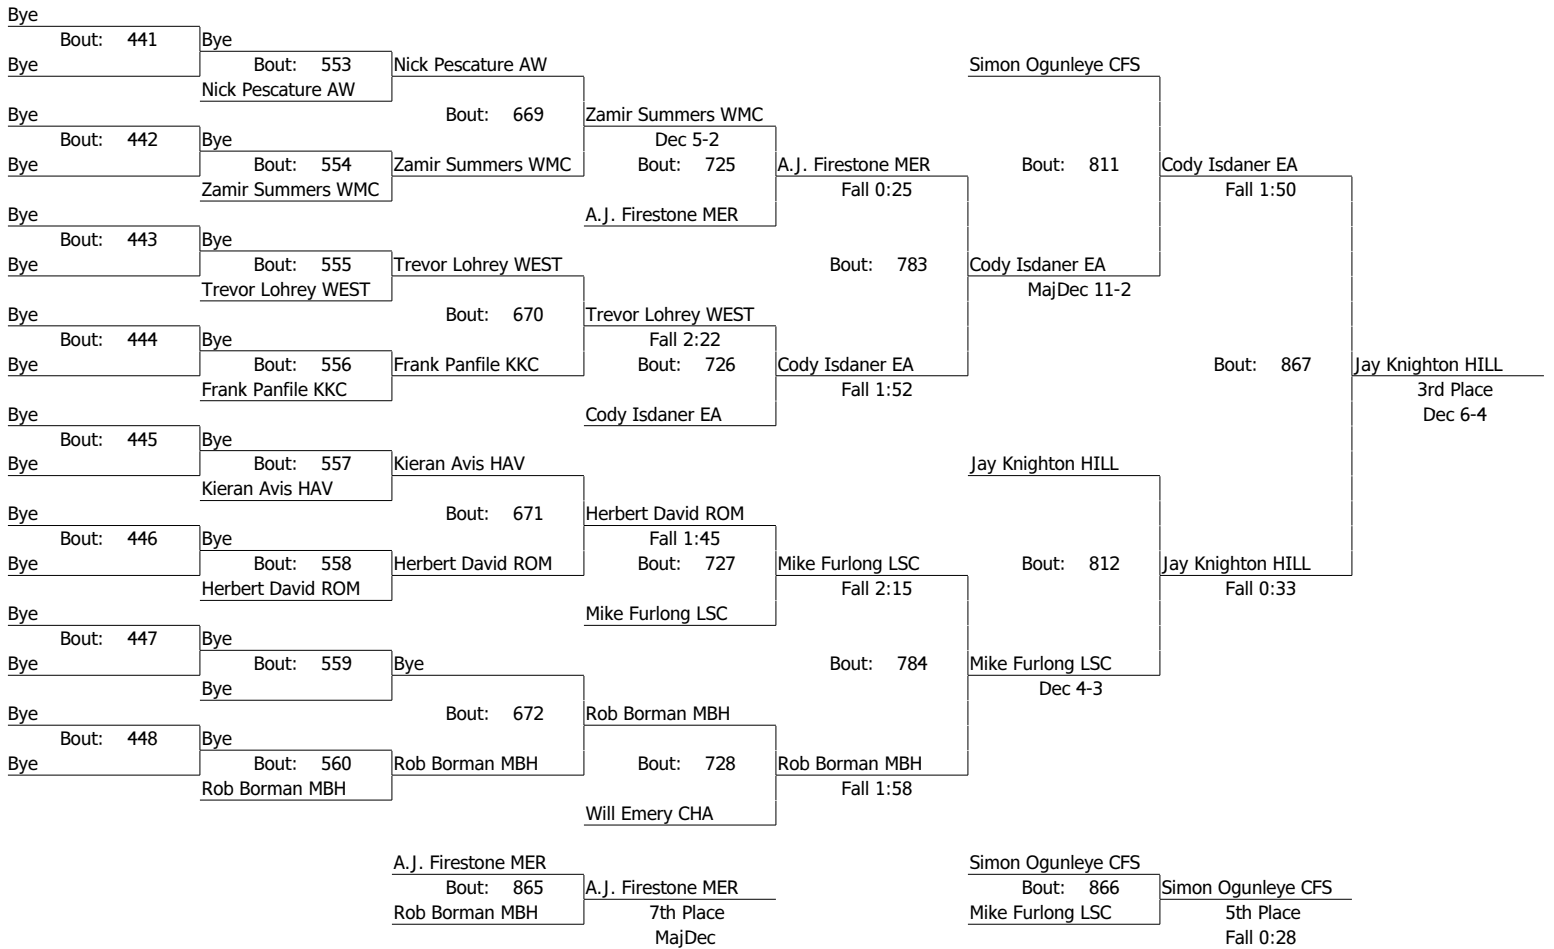 Bye
Bout: 441 Bye
Bye Bout: 553 Nick Pescature AW Simon Ogunleye CFS
Nick Pescature AW
Bye Bout: 669 Zamir Summers WMC
Bout: 442 Bye Dec 5-2
Bye Bout: 554 Zamir Summers WMC Bout: 725 A.J. Firestone MER Bout: 811 Cody Isdaner EA
Zamir Summers WMC Fall 0:25 Fall 1:50
Bye A.J. Firestone MER
Bout: 443 Bye
Bye Bout: 555 Trevor Lohrey WEST Bout: 783 Cody Isdaner EA
Trevor Lohrey WEST MajDec 11-2
Bye Bout: 670 Trevor Lohrey WEST
Bout: 444 Bye Fall 2:22
Bye Bout: 556 Frank Panfile KKC Bout: 726 Cody Isdaner EA Bout: 867 Jay Knighton HILL
Frank Panfile KKC Fall 1:52 3rd Place
Bye Cody Isdaner EA Dec 6-4
Bout: 445 Bye
Bye Bout: 557 Kieran Avis HAV Jay Knighton HILL
Kieran Avis HAV
Bye Bout: 671 Herbert David ROM
Bout: 446 Bye Fall 1:45
Bye Bout: 558 Herbert David ROM Bout: 727 Mike Furlong LSC Bout: 812 Jay Knighton HILL
Herbert David ROM Fall 2:15 Fall 0:33
Bye Mike Furlong LSC
Bout: 447 Bye
Bye Bout: 559 Bye Bout: 784 Mike Furlong LSC
Bye Dec 4-3
Bye Bout: 672 Rob Borman MBH
Bout: 448 Bye
Bye Bout: 560 Rob Borman MBH Bout: 728 Rob Borman MBH
Rob Borman MBH Fall 1:58
Will Emery CHA
A.J. Firestone MER Simon Ogunleye CFS
Bout: 865 A.J. Firestone MER Bout: 866 Simon Ogunleye CFS
Rob Borman MBH 7th Place Mike Furlong LSC 5th Place
MajDec Fall 0:28